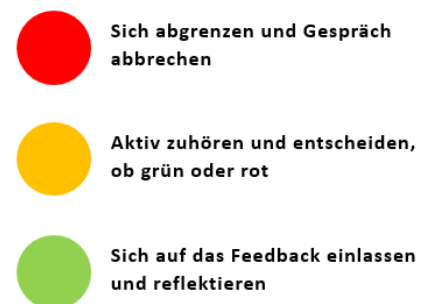 Sich abgrenzen und Gespräch
abbrechen
Aktiv zuhören und entscheiden,
ob grün oder rot
Sich auf das Feedback einlassen
und reflektieren